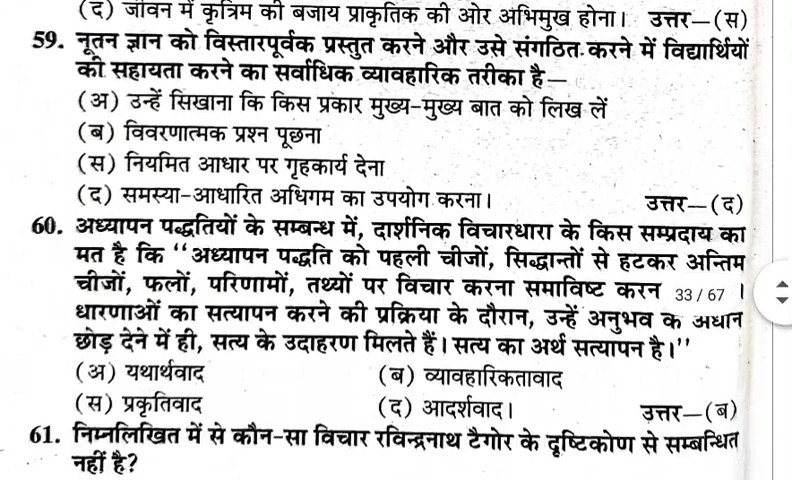 (द) जीवन में कृत्रिम की बजाय प्राकृतिक की ओर अभिमुख होना। उत्तर—(स)
59. नूतन ज्ञान को विस्तारपूर्वक प्रस्तुत करने और उसे संगठित करने में विद्यार्थियों
की सहायता करने का सर्वाधिक व्यावहारिक तरीका है—
(अ) उन्हें सिखाना कि किस प्रकार मुख्य-मुख्य बात को लिख लें
(ब) विवरणात्मक प्रश्न पूछना
(स) नियमित आधार पर गृहकार्य देना
(द) समस्या-आधारित अधिगम का उपयोग करना। उत्तर—(द)
60. अध्यापन पद्धतियों के सम्बन्ध में, दार्शनिक विचारधारा के किस सम्प्रदाय का
मत है कि ‘‘अध्यापन पद्धति को पहली चीजों, सिद्धान्तों से हटकर अन्तिम
चीजों, फलों, परिणामों, तथ्यों पर विचार करना समाविष्ट करन 33 / 67 ।
धारणाओं का सत्यापन करने की प्रक्रिया के दौरान, उन्हें अनुभव के अधीन
छोड़ देने में ही, सत्य के उदाहरण मिलते हैं। सत्य का अर्थ सत्यापन है।’’
(अ) यथार्थवाद (ब) व्यावहारिकतावाद
(स) प्रकृतिवाद (द) आदर्शवाद। उत्तर—(ब)
61. निम्नलिखित में से कौन-सा विचार रविन्द्रनाथ टैगोर के दृष्टिकोण से सम्बन्धित
नहीं है?